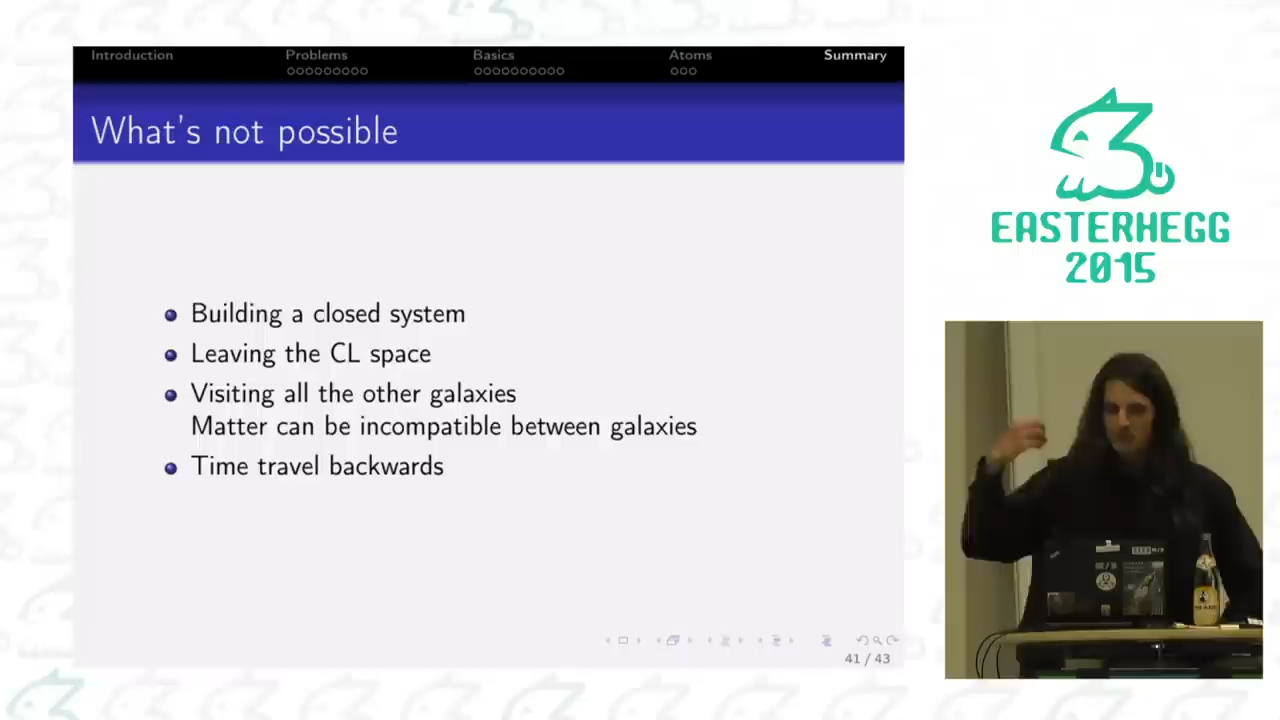 Introduction
Problems
Basics
Atoms
Summary
What's not possible
Building a closed system
Leaving the CL space
Visiting all the other galaxies
Matter can be incompatible between galaxies
Time travel backwards
41 / 43
EASTERHEGG
2015